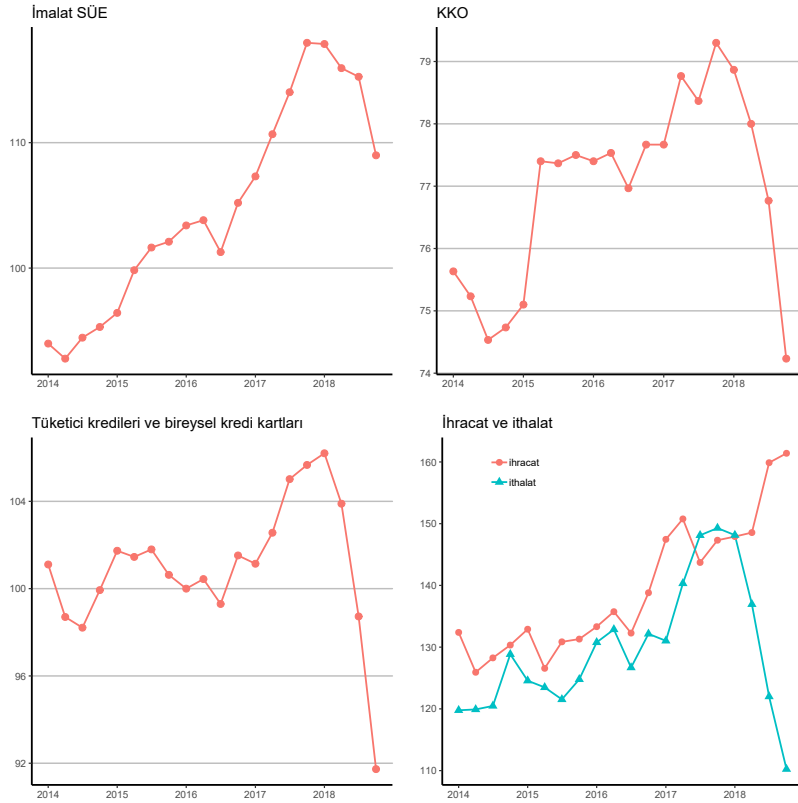 İmalat SÜE
110
100
2014 2015 2016 2017 2018
KKO
79
78
77
76
75
74
2014 2015 2016 2017 2018
Tüketici kredileri ve bireysel kredi kartları
104
100
96
92
2014 2015 2016 2017 2018
İhracat ve ithalat
160
150
140
130
120
110
ihracat
ithalat
2014 2015 2016 2017 2018